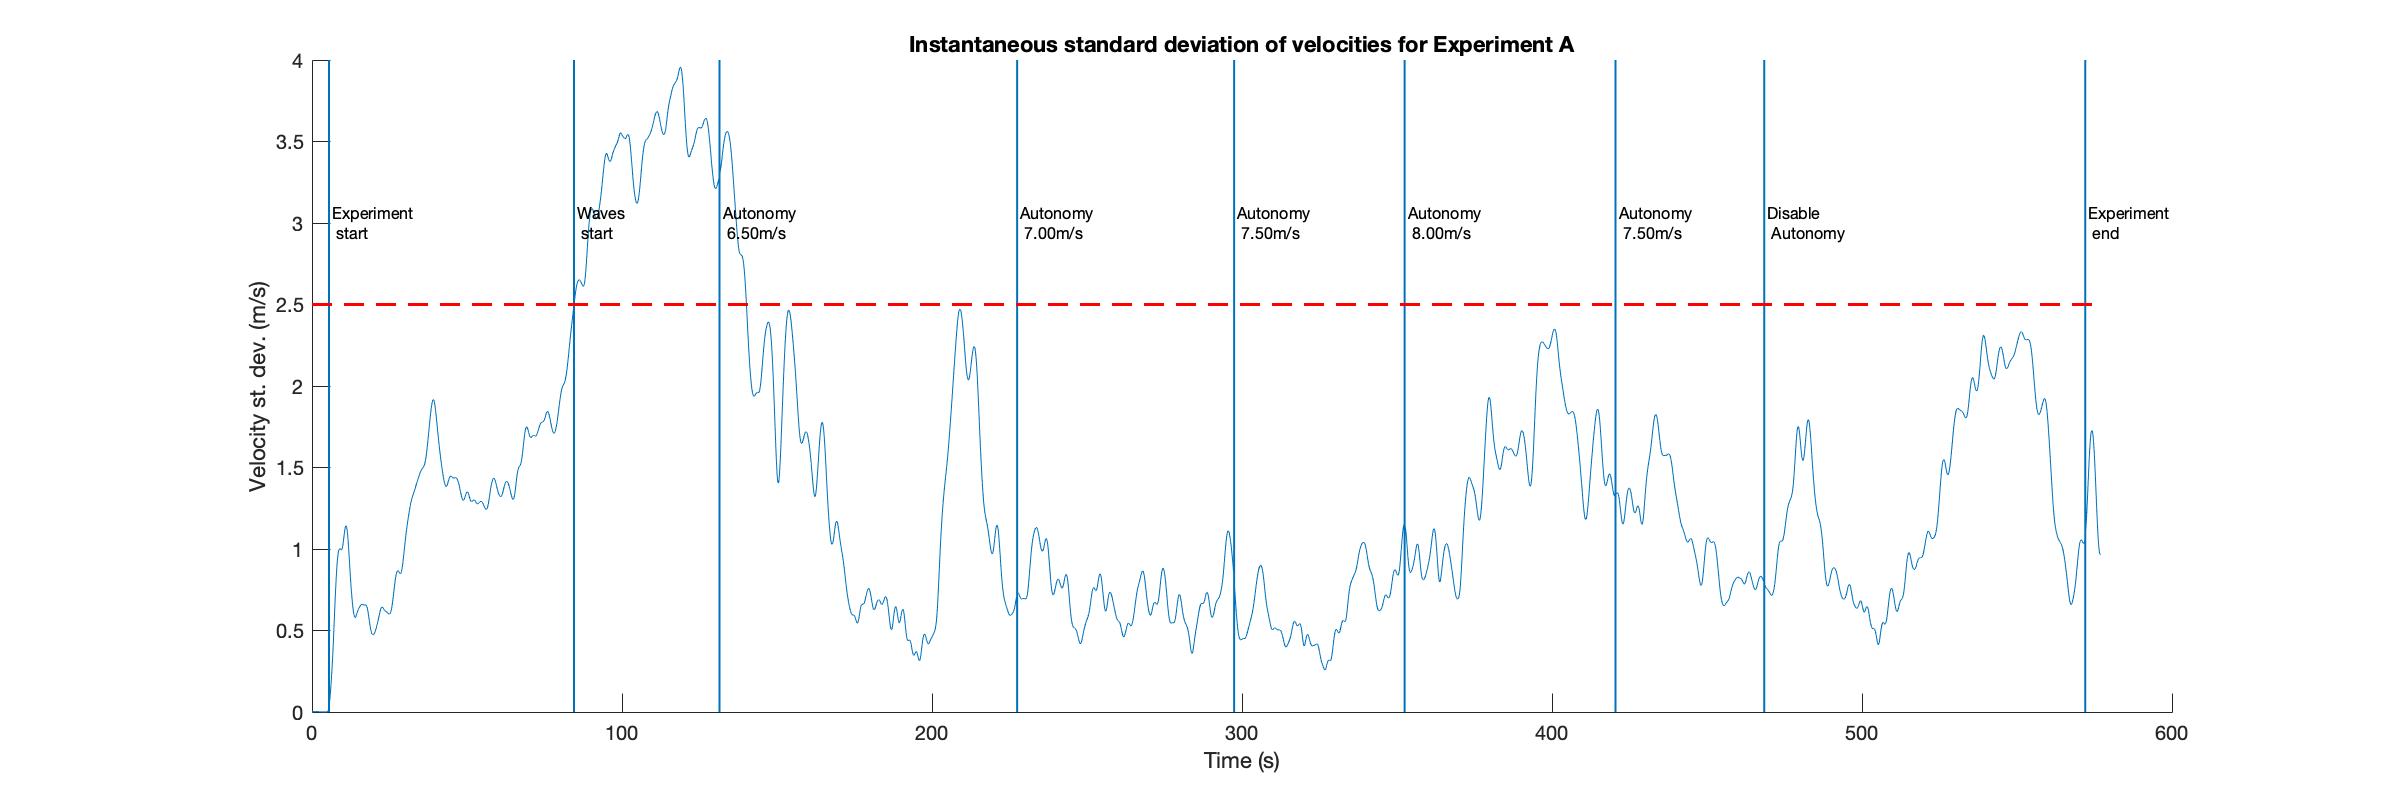 Instantaneous standard deviation of velocities for Experiment A
4
3.5
3
2.5
2
1.5
1
0.5
0
Velocity st. dev. (m/s)
Experiment
start
Waves
start
Autonomy
6.50m/s
Autonomy
7.00m/s
Autonomy
7.50m/s
Autonomy
8.00m/s
Autonomy
7.50m/s
Disable
Autonomy
Experiment
end
0
100
200
300
400
500
600
Time (s)